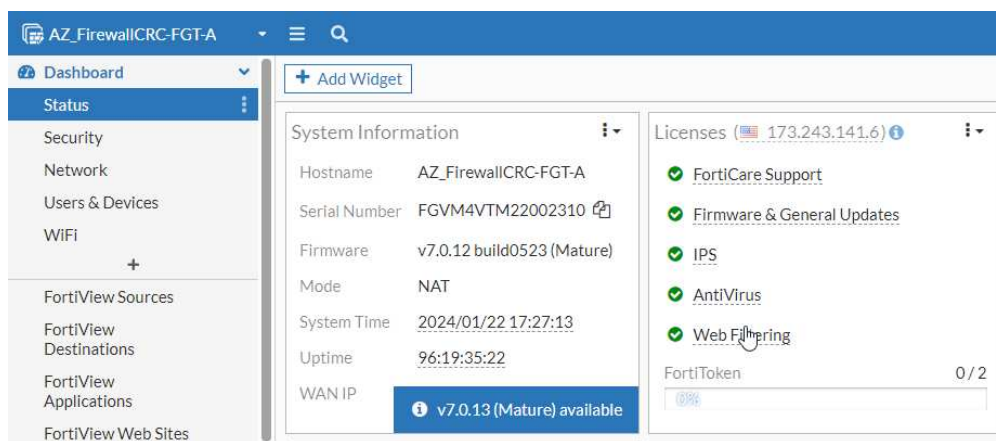 AZ_FirewallCRC-FGT-A
Dashboard
Status
Security
Network
Users & Devices
WiFi
+
FortiView Sources
FortiView
Destinations
FortiView
Applications
FortiView Web Sites
+ Add Widget
System Information
Hostname AZ_FirewallCRC-FGT-A
Serial Number FGVM4VTM22002310
Firmware v7.0.12 build0523 (Mature)
Mode NAT
System Time 2024/01/22 17:27:13
Uptime 96:19:35:22
WAN IP
v7.0.13 (Mature) available
Licenses (173.243.141.6)
FortiCare Support
Firmware & General Updates
IPS
AntiVirus
Web Filtering
FortiToken 0 / 2
0%